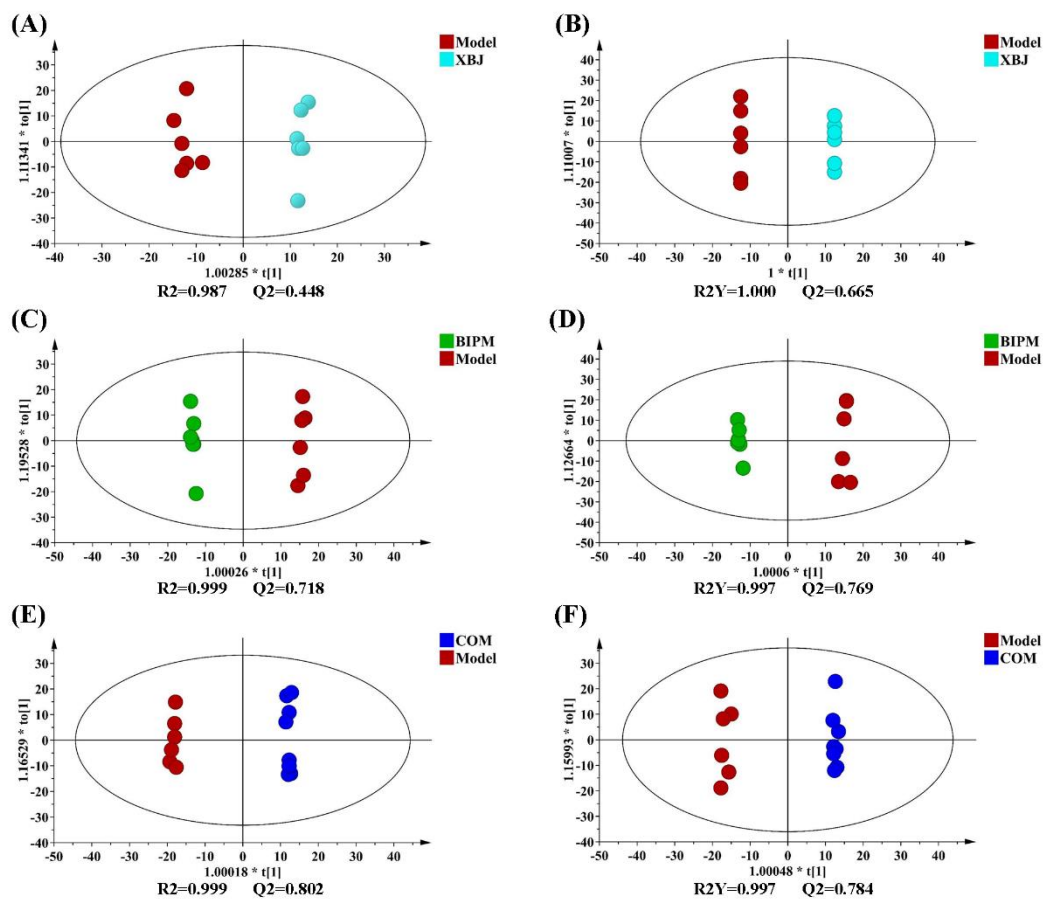 (A)
Model
XBJ
1.11341 * to[1]
30
20
10
0
-10
-20
-30
-40
-40 -30 -20 -10 0 10 20 30
1.00285 * t[1]
R2=0.987 Q2=0.448
(B)
Model
XBJ
1.11007 * to[1]
40
30
20
10
0
-10
-20
-30
-40
-50
-50 -40 -30 -20 -10 0 10 20 30 40
1 * t[1]
R2Y=1.000 Q2=0.665
(C)
BIPM
Model
1.19528 * to[1]
30
20
10
0
-10
-20
-30
-40
-50 -40 -30 -20 -10 0 10 20 30 40
1.00026 * t[1]
R2=0.999 Q2=0.718
(D)
BIPM
Model
1.12664 * to[1]
40
30
20
10
0
-10
-20
-30
-40
-50
-50 -40 -30 -20 -10 0 10 20 30 40
1.0006 * t[1]
R2Y=0.997 Q2=0.769
(E)
COM
Model
1.16529 * to[1]
30
20
10
0
-10
-20
-30
-40
-50 -40 -30 -20 -10 0 10 20 30 40
1.00018 * t[1]
R2=0.999 Q2=0.802
(F)
Model
COM
1.15993 * to[1]
30
20
10
0
-10
-20
-30
-40
-50 -40 -30 -20 -10 0 10 20 30 40
1.00048 * t[1]
R2Y=0.997 Q2=0.784